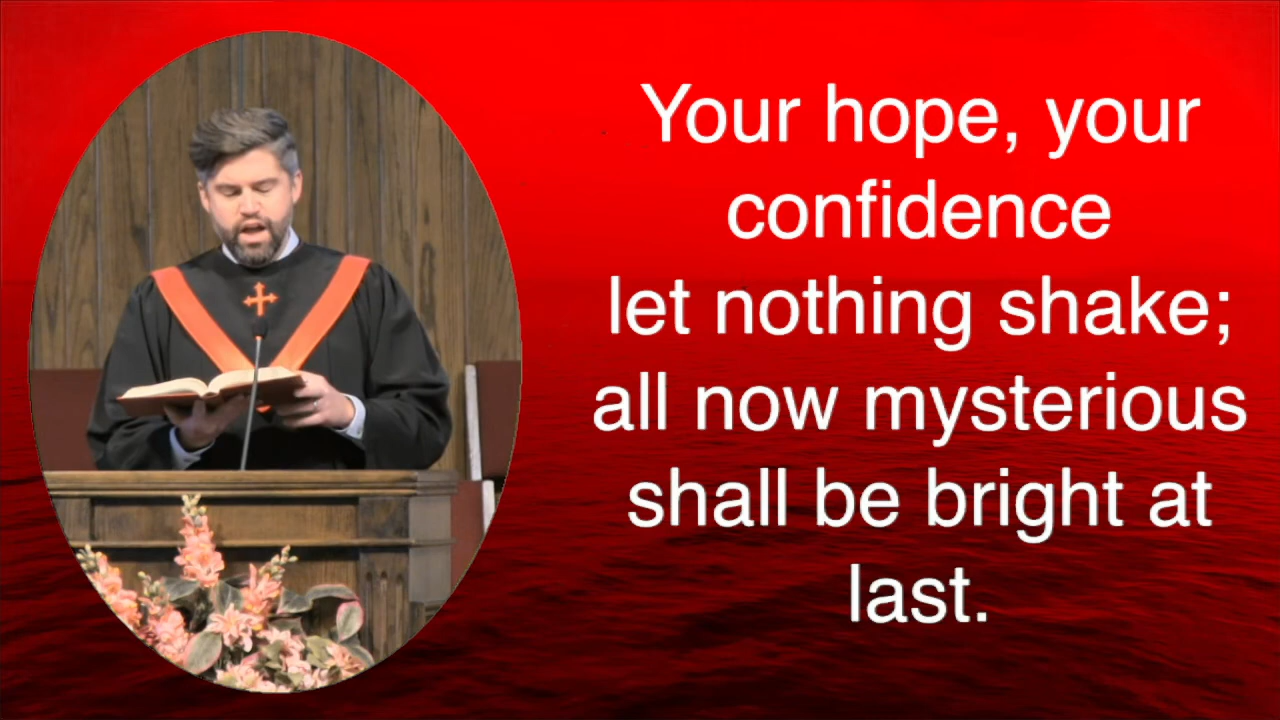 Your hope, your
confidence
let nothing shake;
all now mysterious
shall be bright at
last.